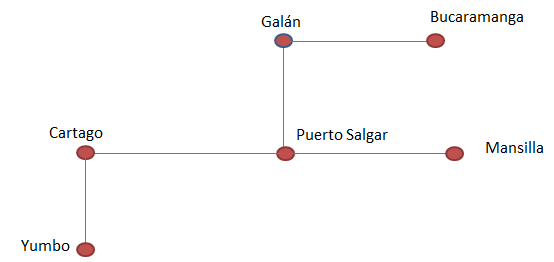 Bucaramanga
Galán
Cartago
Puerto Salgar
Mansilla
Yumbo